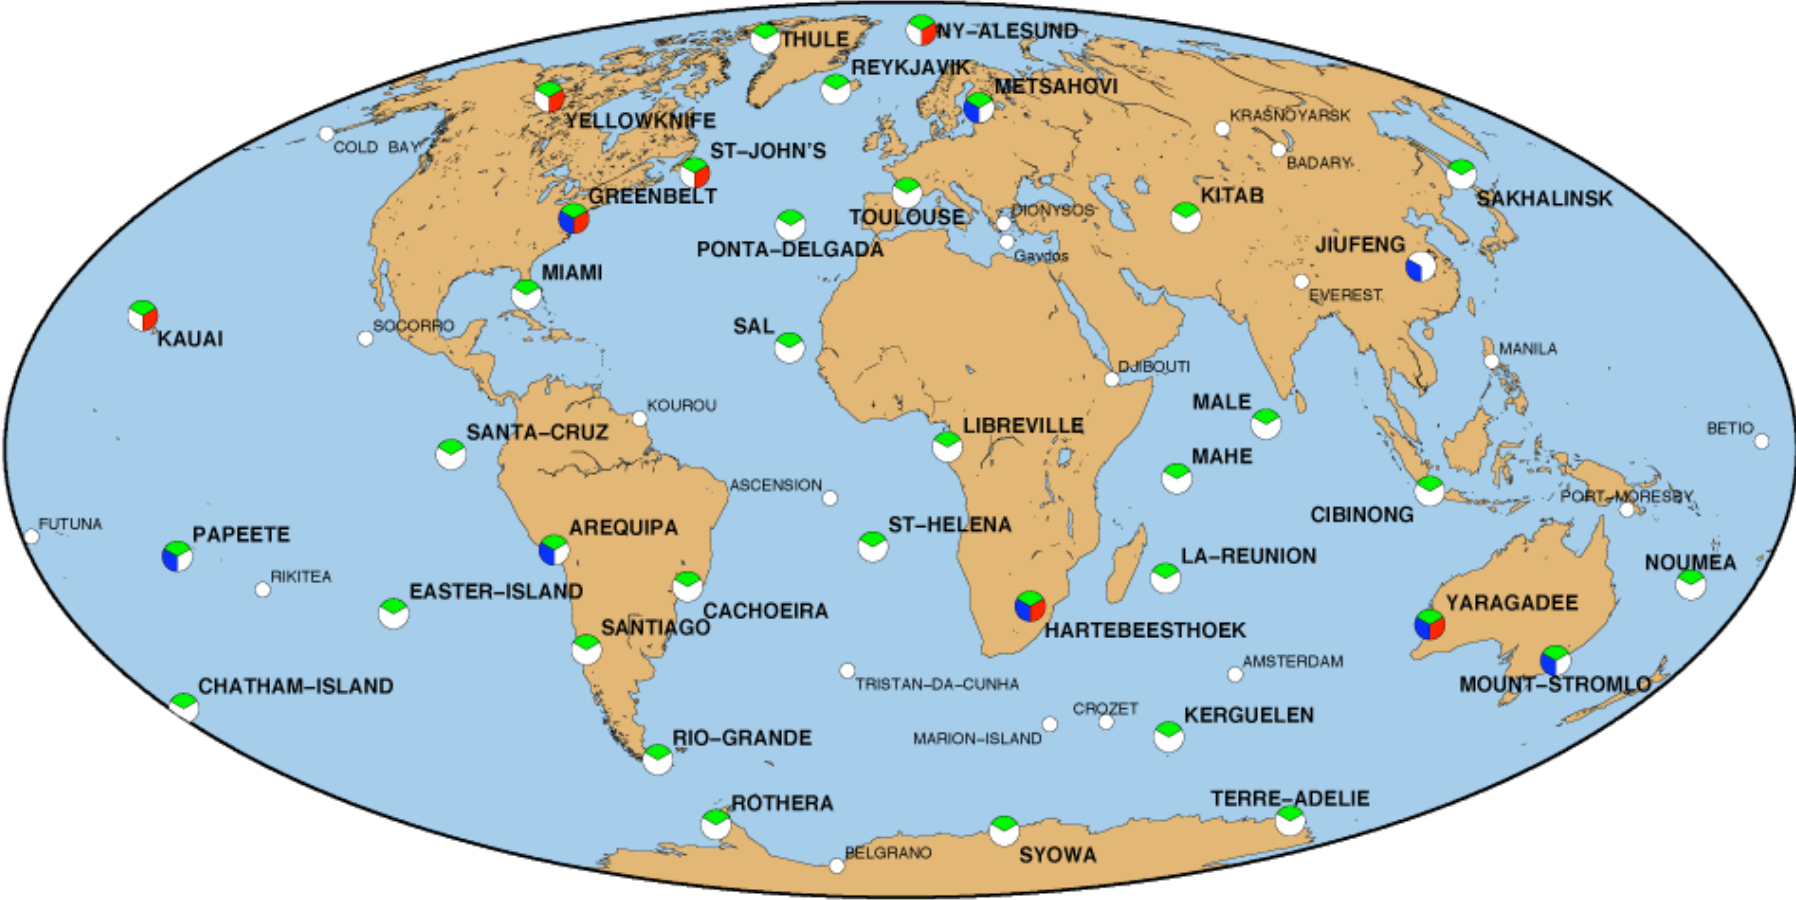 NY-ALESUND
THULE
REYKJAVIK
METSAHOVI
YELLOWKNIFE
KRASNOYARSK
COLD BAY
ST-JOHN'S
BADARY
GREENBELT
KITAB
SAKHALINSK
TOULOUSE
DIONYSOS
PONTA-DELGADA
JIUFENG
Gavdos
MIAMI
EVEREST
KAUAI
SOCORRO
SAL
MANILA
DJIBOUTI
KOUROU
MALE
SANTA-CRUZ
LIBREVILLE
BETIO
MAHE
ASCENSION
PORT-MORESBY
FUTUNA
PAPEETE
AREQUIPA
ST-HELENA
CIBINONG
LA-REUNION
NOUMEA
RIKITEA
EASTER-ISLAND
CACHOEIRA
YARAGADEE
SANTIAGO
HARTEBEESTHOEK
AMSTERDAM
CHATHAM-ISLAND
TRISTAN-DA-CUNHA
MOUNT-STROMLO
CROZET
KERGUELEN
RIO-GRANDE
MARION-ISLAND
ROTHERA
TERRE-ADELIE
BELGRANO
SYOWA